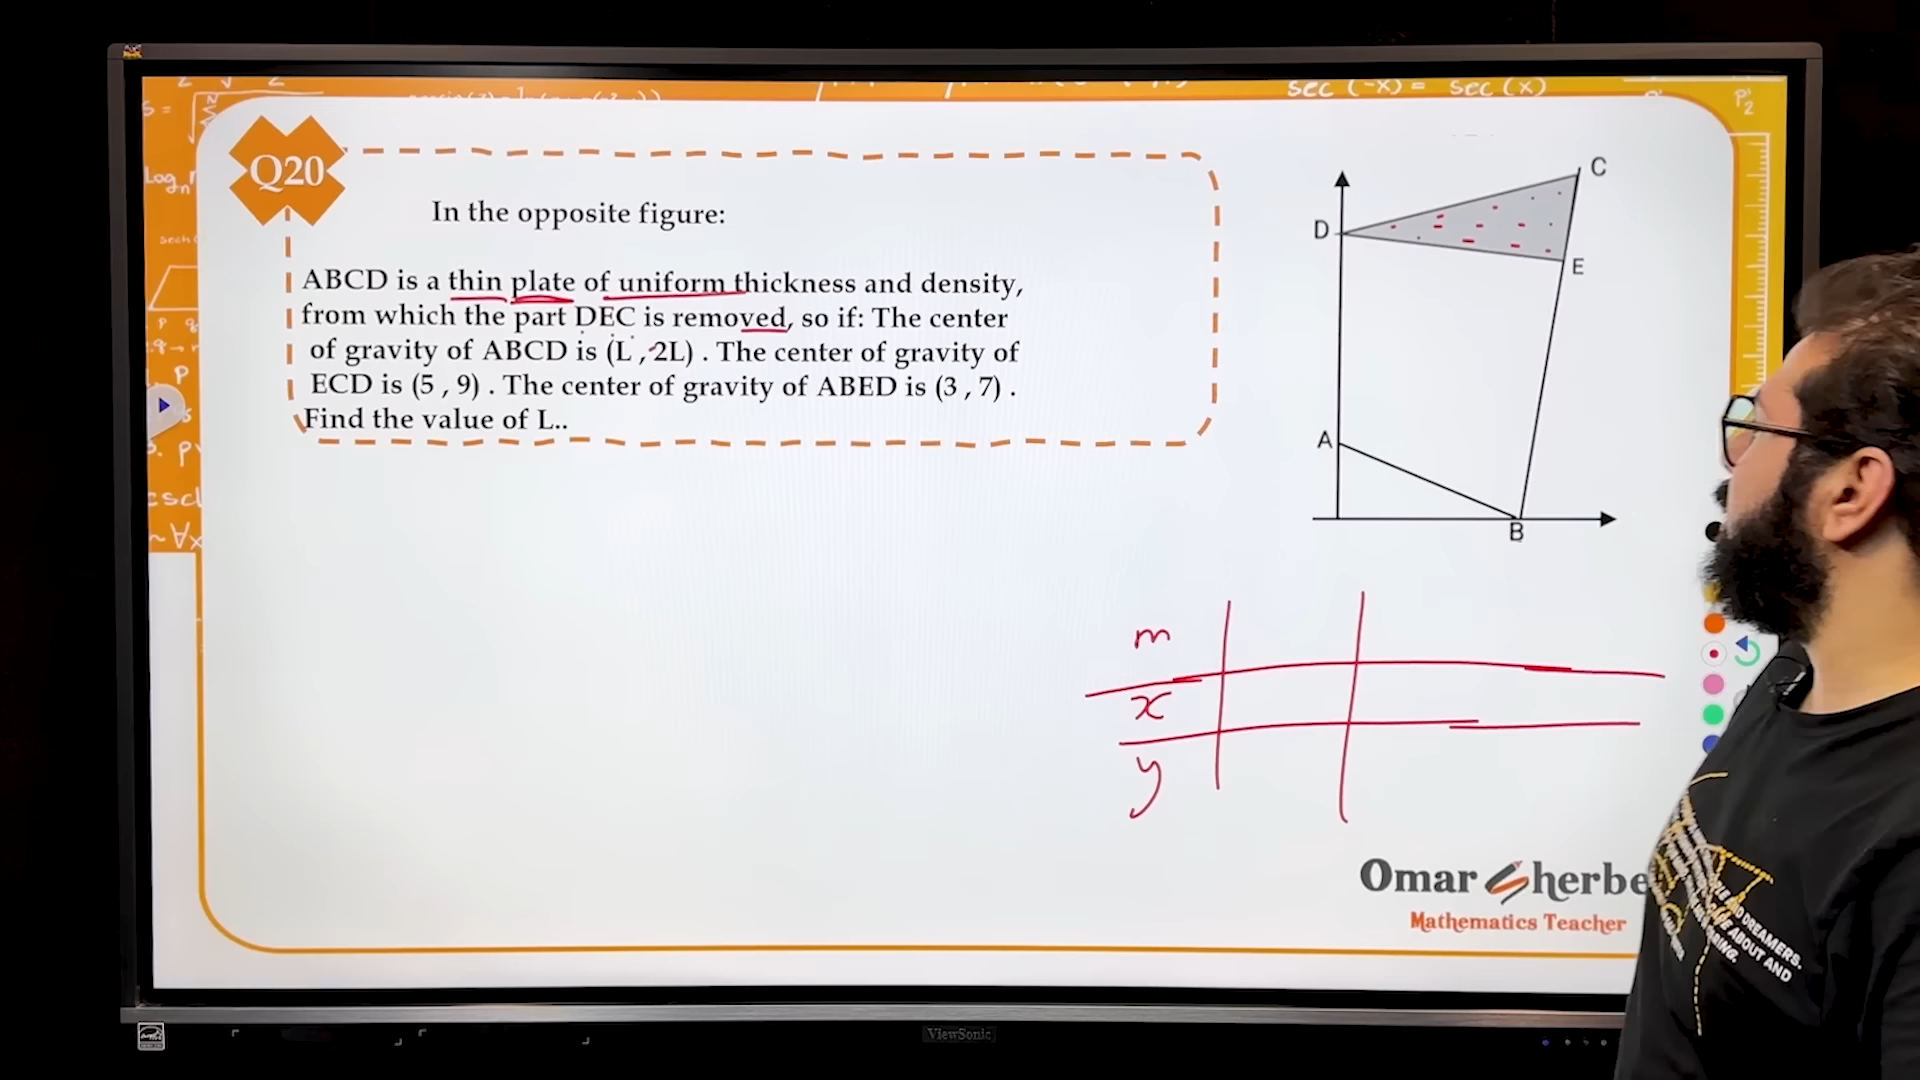 sec (-x) = sec (x)
P2
Q20
In the opposite figure:
ABCD is a thin plate of uniform thickness and density,
from which the part DEC is removed, so if: The center
of gravity of ABCD is (L , 2L) . The center of gravity of
ECD is (5 , 9) . The center of gravity of ABED is (3 , 7) .
Find the value of L..
C
D
E
A
B
m
x
y
Omar Sherbe
Mathematics Teacher
ViewSonic